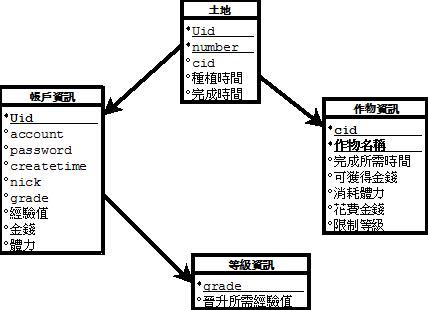 土地
Uid
number
cid
種植時間
完成時間
帳戶資訊
Uid
account
password
createtime
nick
grade
經驗值
金錢
體力
作物資訊
cid
作物名稱
完成所需時間
可獲得金錢
消耗體力
花費金錢
限制等級
等級資訊
grade
晉升所需經驗值